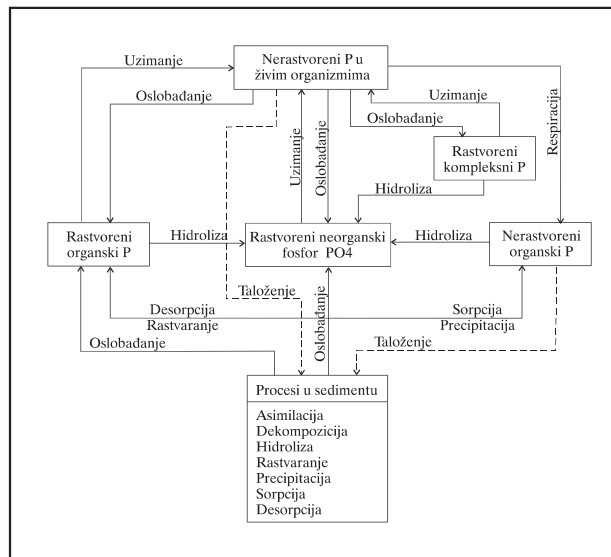 Nerastvoreni P u
živim organizmima
Uzimanje
Oslobađanje
Uzimanje
Oslobađanje
Uzimanje
Oslobađanje
Respiracija
Rastvoreni
kompleksni P
Hidroliza
Rastvoreni
organski P
Hidroliza
Rastvoreni neorganski
fosfor PO4
Hidroliza
Nerastvoreni
organski P
Taloženje
Desorpcija
Rastvaranje
Sorpcija
Precipitacija
Oslobađanje
Oslobađanje
Taloženje
Procesi u sedimentu
Asimilacija
Dekompozicija
Hidroliza
Rastvaranje
Precipitacija
Sorpcija
Desorpcija